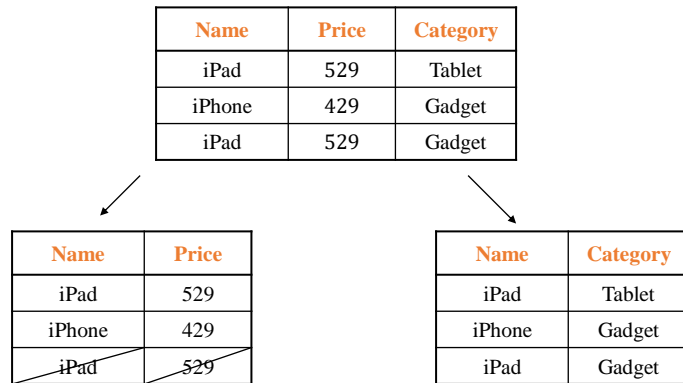 Name Price Category
iPad 529 Tablet
iPhone 429 Gadget
iPad 529 Gadget
Name Price
iPad 529
iPhone 429
iPad 529
Name Category
iPad Tablet
iPhone Gadget
iPad Gadget